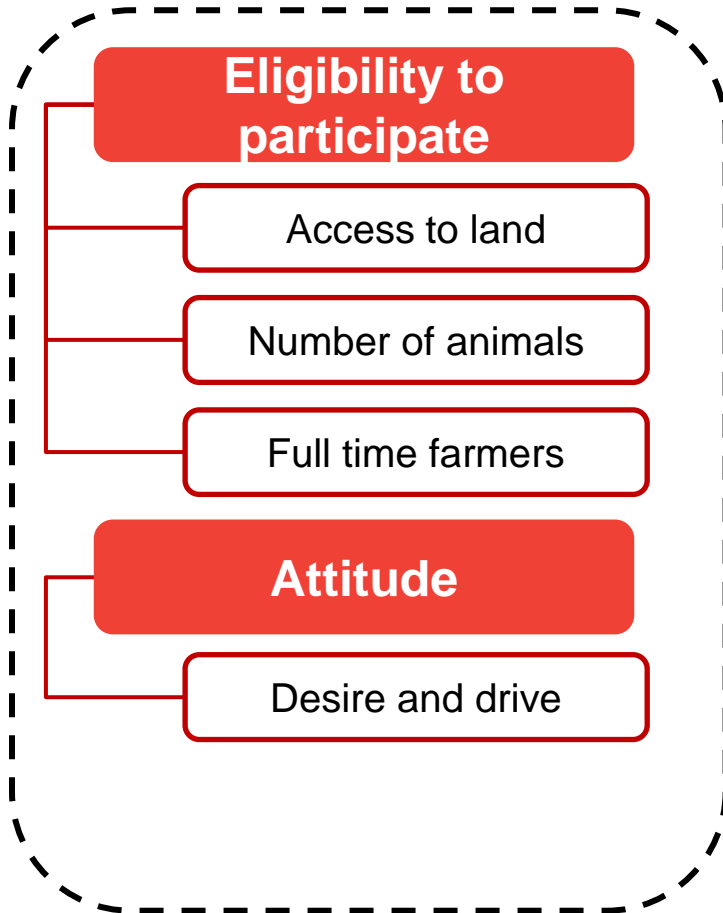 Eligibility to
participate
Access to land
Number of animals
Full time farmers
Attitude
Desire and drive